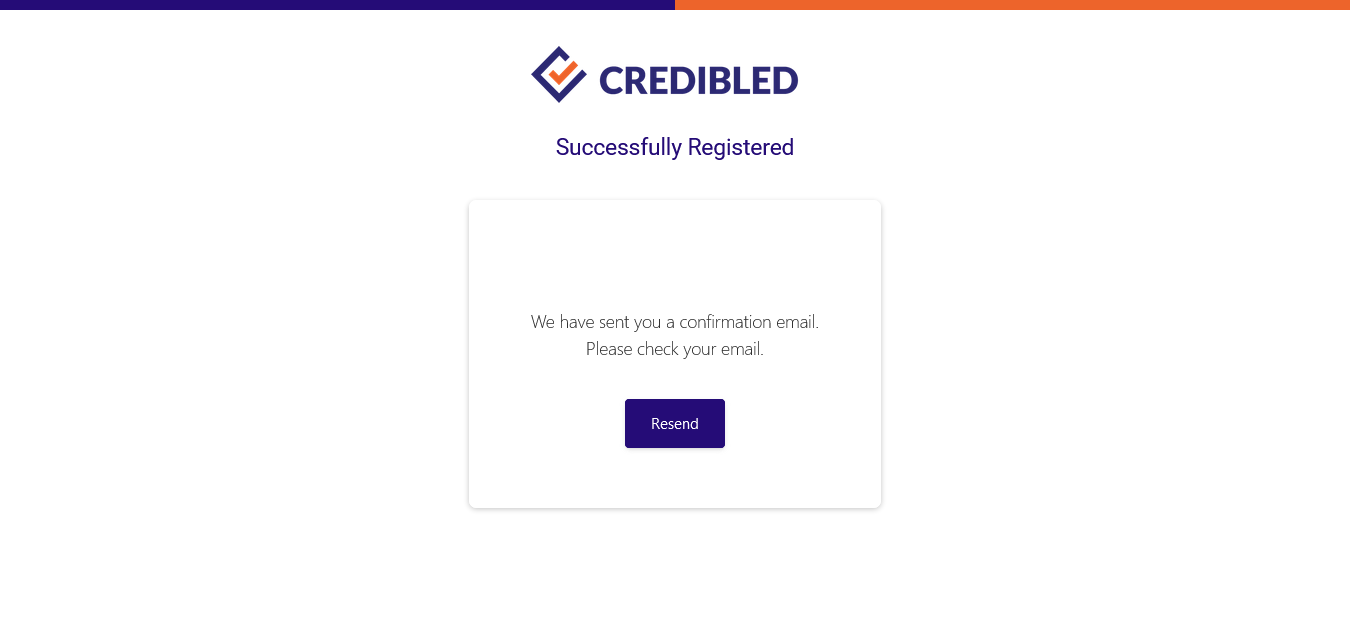 CREDIBLED
Successfully Registered
We have sent you a confirmation email.
Please check your email.
Resend